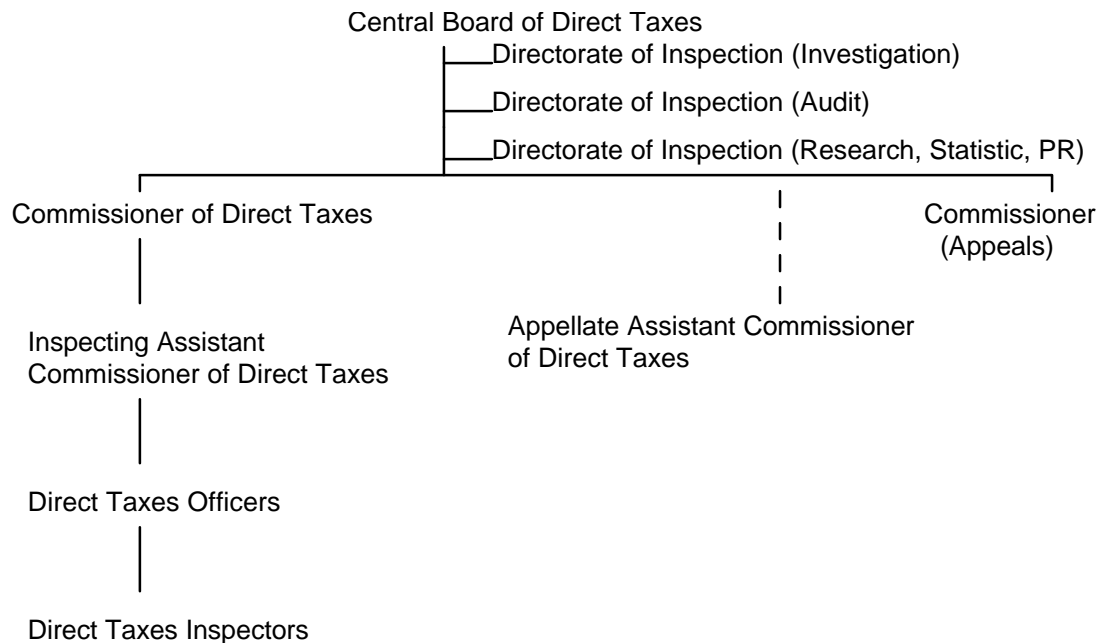 Central Board of Direct Taxes
Directorate of Inspection (Investigation)
Directorate of Inspection (Audit)
Directorate of Inspection (Research, Statistic, PR)
Commissioner of Direct Taxes
Commissioner
(Appeals)
Inspecting Assistant
Commissioner of Direct Taxes
Appellate Assistant Commissioner
of Direct Taxes
Direct Taxes Officers
Direct Taxes Inspectors